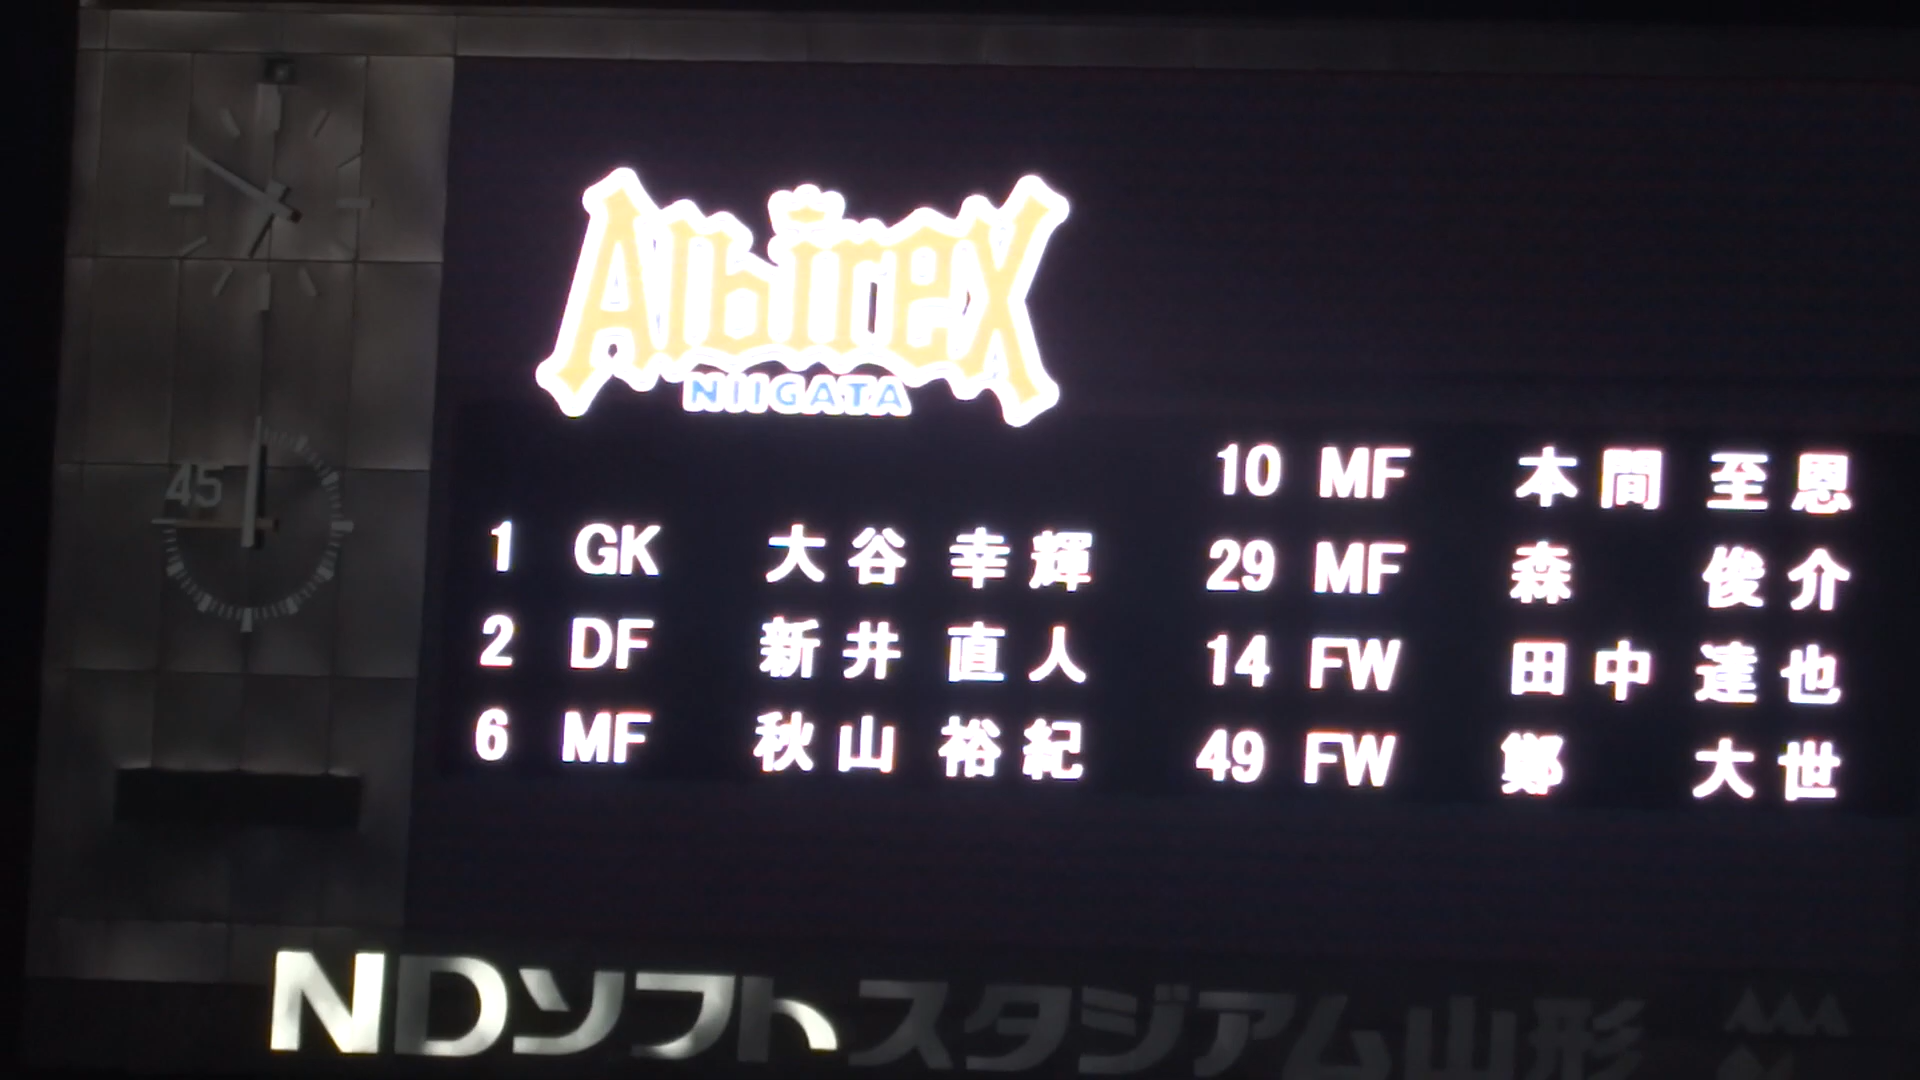 Albirex
NIIGATA
1 GK 大谷 幸輝
2 DF 新井 直人
6 MF 秋山 裕紀
10 MF 本間 至恩
29 MF 森 俊介
14 FW 田中 達也
49 FW 鄭 大世
45
NDソフトスタジアム山形